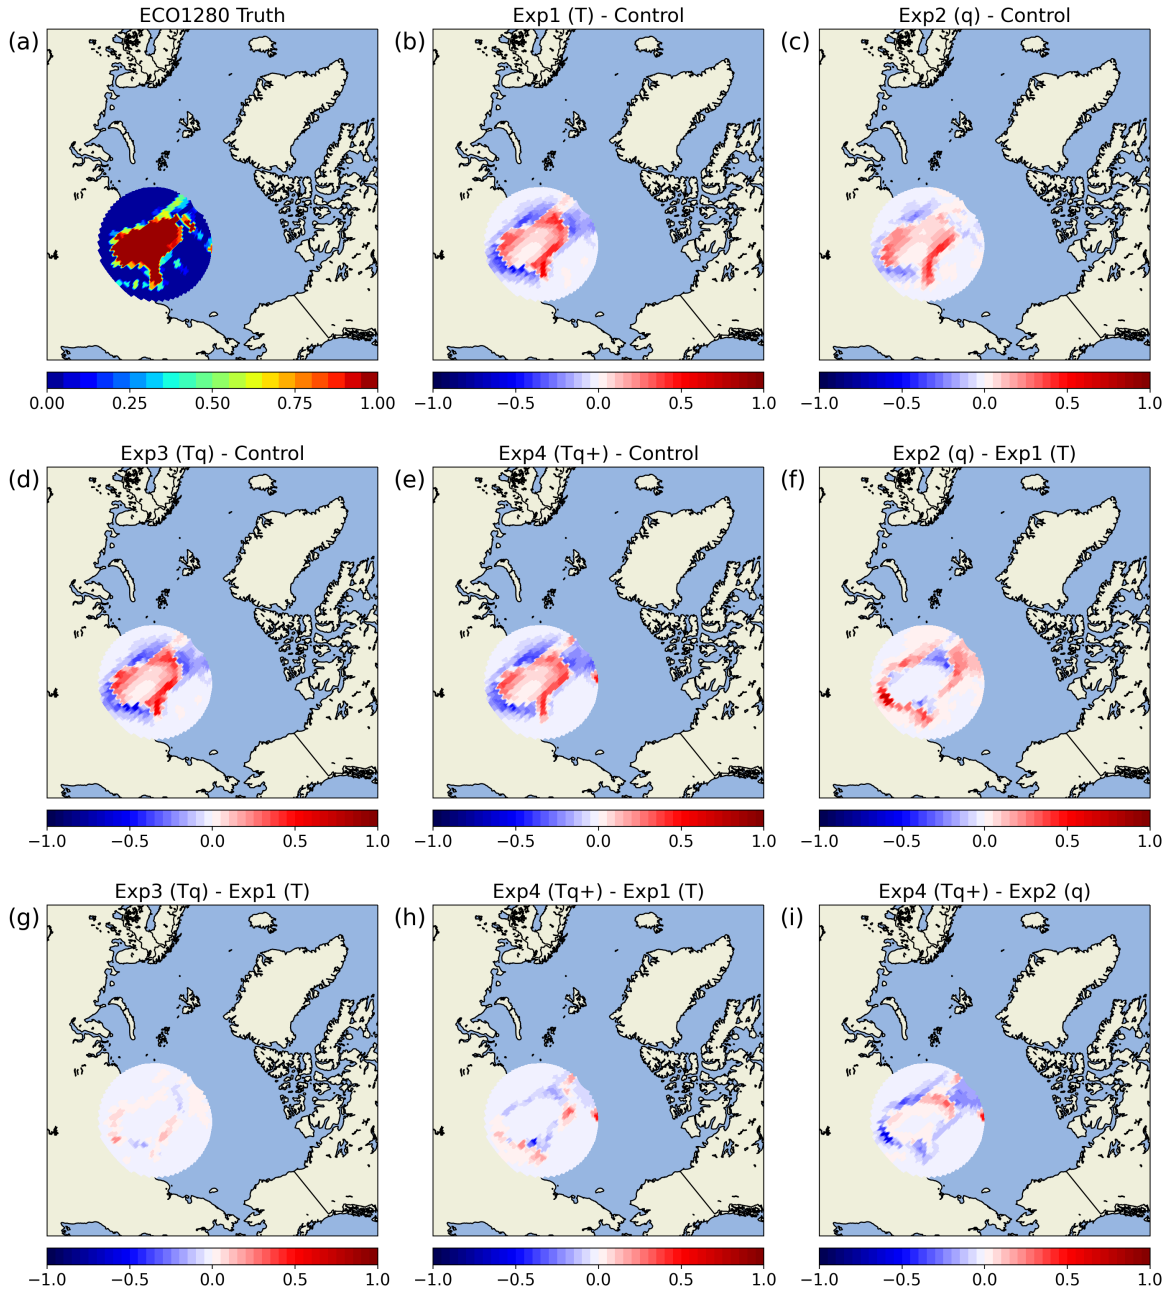 ECO1280 Truth
Exp1 (T) - Control
Exp2 (q) - Control
(a)
(b)
(c)
0.00 0.25 0.50 0.75 1.00
−1.0 −0.5 0.0 0.5 1.0
−1.0 −0.5 0.0 0.5 1.0
Exp3 (Tq) - Control
Exp4 (Tq+) - Control
Exp2 (q) - Exp1 (T)
(d)
(e)
(f)
−1.0 −0.5 0.0 0.5 1.0
−1.0 −0.5 0.0 0.5 1.0
−1.0 −0.5 0.0 0.5 1.0
Exp3 (Tq) - Exp1 (T)
Exp4 (Tq+) - Exp1 (T)
Exp4 (Tq+) - Exp2 (q)
(g)
(h)
(i)
−1.0 −0.5 0.0 0.5 1.0
−1.0 −0.5 0.0 0.5 1.0
−1.0 −0.5 0.0 0.5 1.0